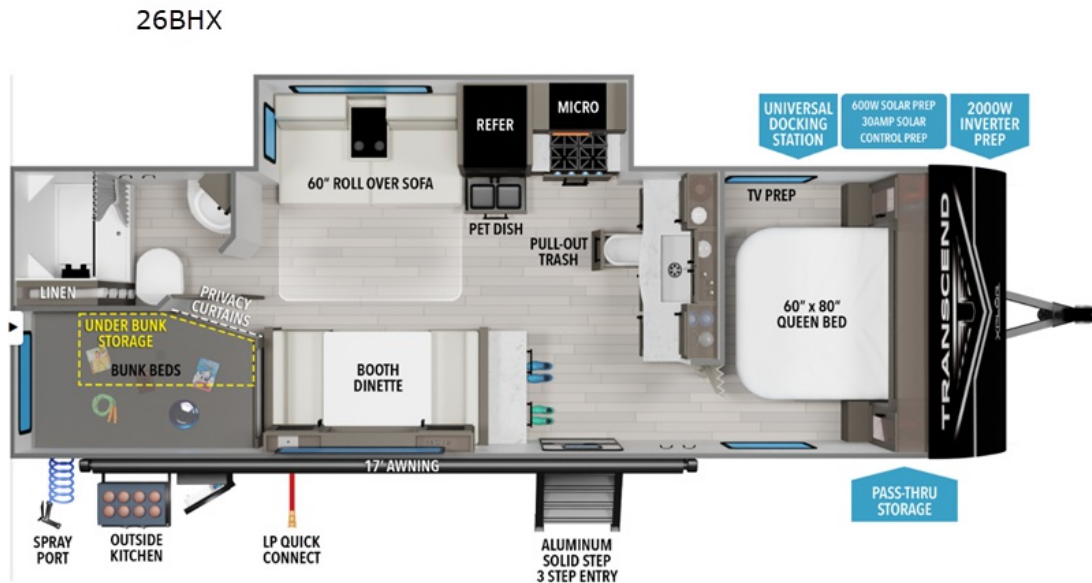 26BHX
MICRO
REFER
UNIVERSAL
DOCKING
STATION
600W SOLAR PREP
30AMP SOLAR
CONTROL PREP
2000W
INVERTER
PREP
60" ROLL OVER SOFA
TV PREP
PET DISH
PULL-OUT
TRASH
LINEN
PRIVACY
CURTAINS
60" x 80"
QUEEN BED
TRANSCEND
XPLOR
UNDER BUNK
STORAGE
BUNK BEDS
BOOTH
DINETTE
17' AWNING
PASS-THRU
STORAGE
SPRAY
PORT
OUTSIDE
KITCHEN
LP QUICK
CONNECT
ALUMINUM
SOLID STEP
3 STEP ENTRY